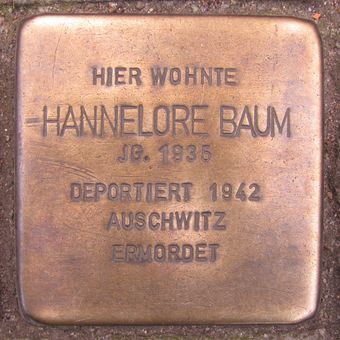 HIER WOHNTE
HANNELORE BAUM
JG. 1935
DEPORTIERT 1942
AUSCHWITZ
ERMORDET